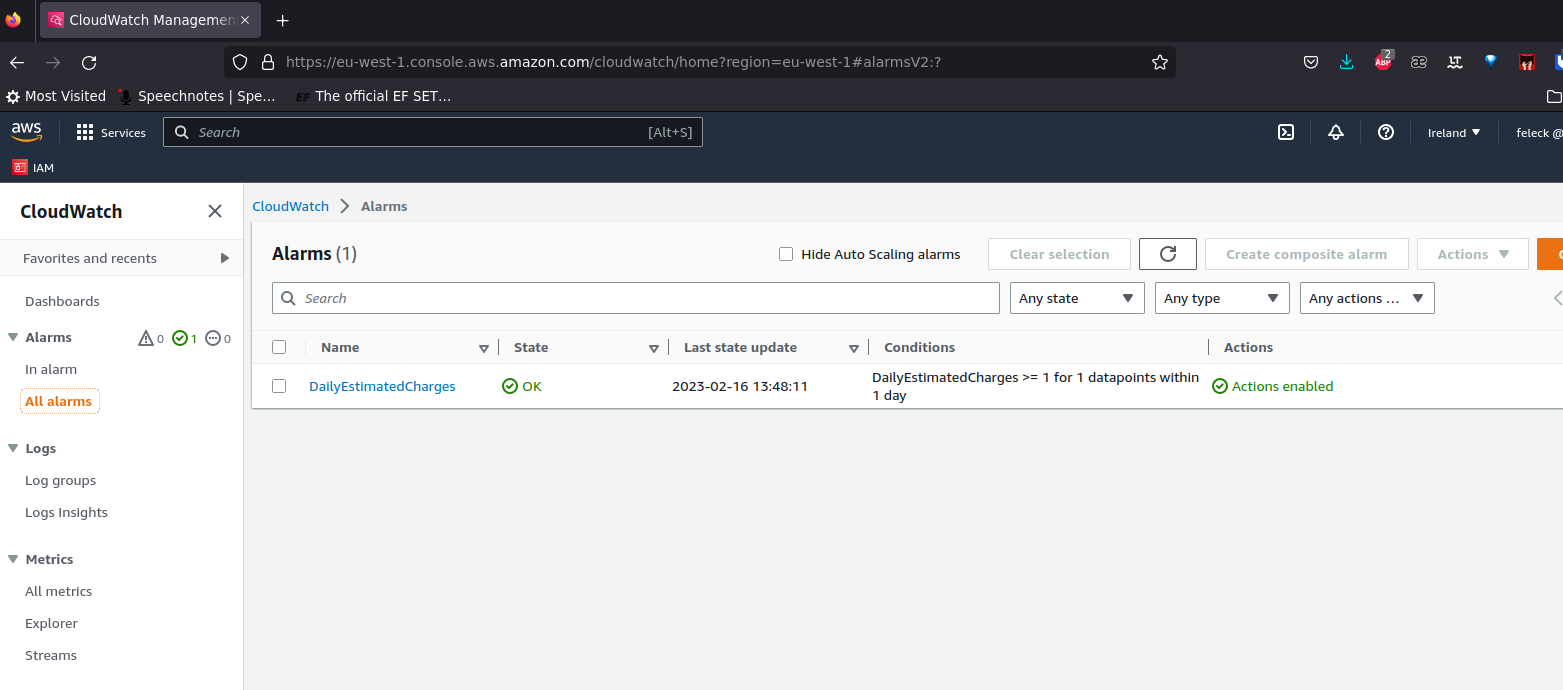 CloudWatch Managemen
https://eu-west-1.console.aws.amazon.com/cloudwatch/home?region=eu-west-1#alarmsV2:?
2
ABP
LT
Most Visited
Speechnotes | Spe…
EF The official EF SET…
aws
Services
Search
[Alt+S]
Ireland
feleck @
IAM
CloudWatch
CloudWatch
Alarms
Favorites and recents
Alarms (1)
Hide Auto Scaling alarms
Clear selection
Create composite alarm
Actions
Search
Any state
Any type
Any actions …
Dashboards
Alarms
0
1
0
In alarm
All alarms
Logs
Log groups
Logs Insights
Metrics
All metrics
Explorer
Streams
Name
State
Last state update
Conditions
Actions
DailyEstimatedCharges
OK
2023-02-16 13:48:11
DailyEstimatedCharges >= 1 for 1 datapoints within
1 day
Actions enabled